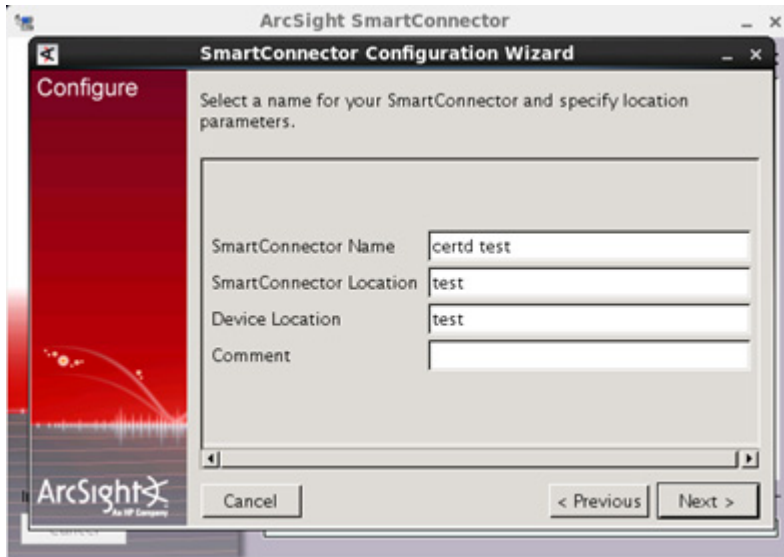 ArcSight SmartConnector
SmartConnector Configuration Wizard
Configure
Select a name for your SmartConnector and specify location
parameters.
SmartConnector Name
certd test
SmartConnector Location
test
Device Location
test
Comment
ArcSight
An HP Company
Cancel
< Previous
Next >
Cancel